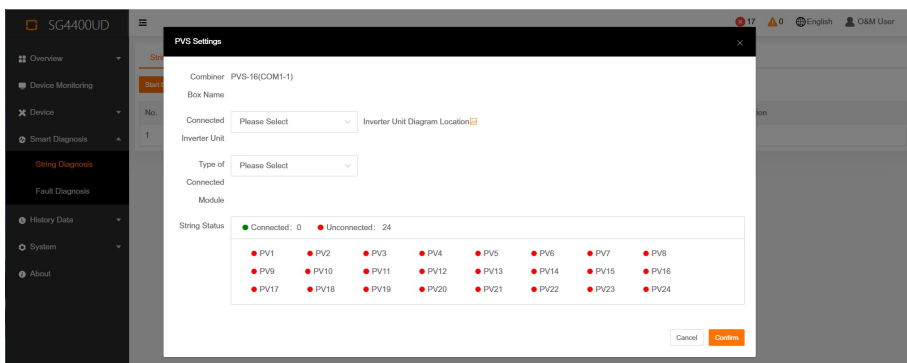 SG4400UD
17
0
English
O&M User
Overview
Device Monitoring
Device
Smart Diagnosis
String Diagnosis
Fault Diagnosis
History Data
System
About
No.
1
PVS Settings
Combiner Box Name
PVS-16(COM1-1)
Connected Inverter Unit
Please Select
Inverter Unit Diagram Location
Type of Connected Module
Please Select
String Status
Connected: 0 Unconnected: 24
PV1 PV2 PV3 PV4 PV5 PV6 PV7 PV8
PV9 PV10 PV11 PV12 PV13 PV14 PV15 PV16
PV17 PV18 PV19 PV20 PV21 PV22 PV23 PV24
Cancel Confirm